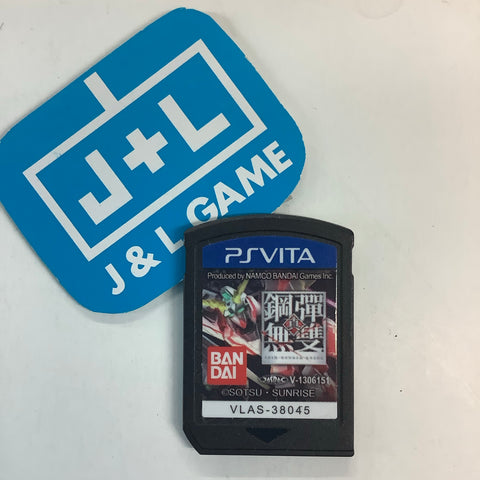 J+L
J & L GAME
PSVITA
Produced by NAMCO BANDAI Games Inc.
鋼彈
真
無雙
BAN
DAI
V-1306151
©SOTSU・SUNRISE
VLAS-38045